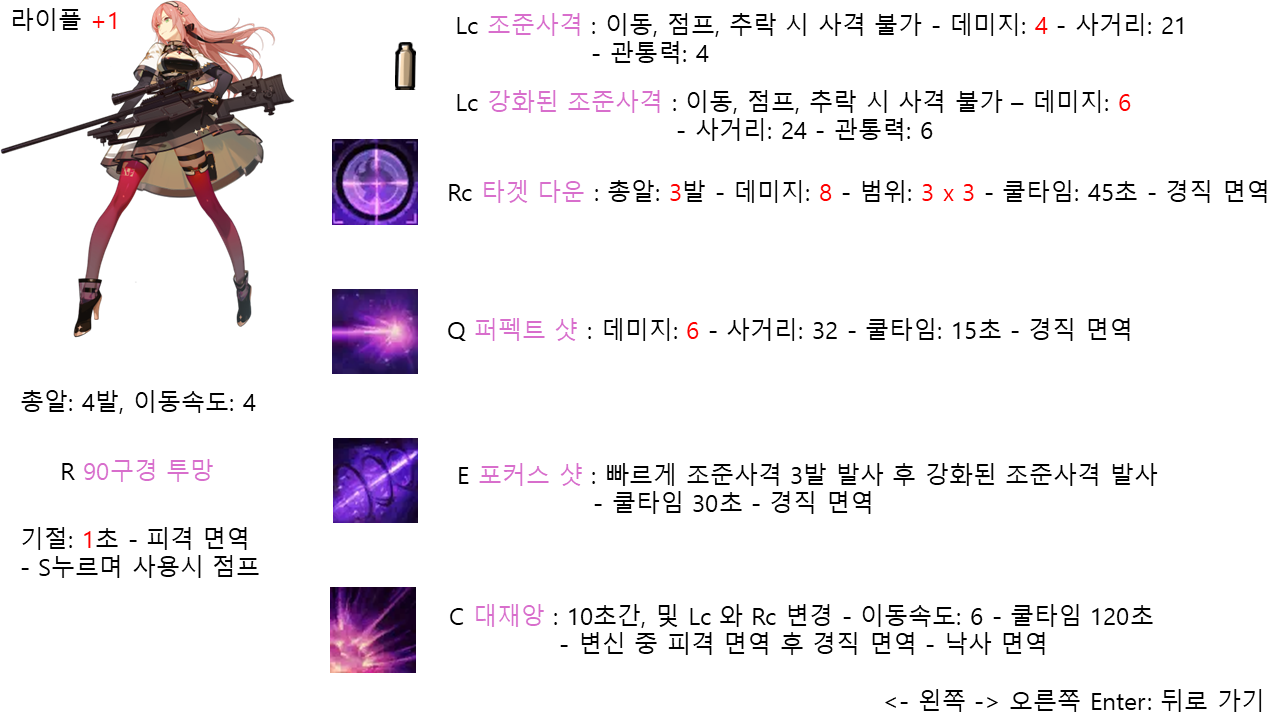 라이플 +1
Lc 조준사격 : 이동, 점프, 추락 시 사격 불가 - 데미지: 4 - 사거리: 21
- 관통력: 4
Lc 강화된 조준사격 : 이동, 점프, 추락 시 사격 불가 – 데미지: 6
- 사거리: 24 - 관통력: 6
Rc 타겟 다운 : 총알: 3발 - 데미지: 8 - 범위: 3 x 3 - 쿨타임: 45초 - 경직 면역
Q 퍼펙트 샷 : 데미지: 6 - 사거리: 32 - 쿨타임: 15초 - 경직 면역
총알: 4발, 이동속도: 4
R 90구경 투망
E 포커스 샷 : 빠르게 조준사격 3발 발사 후 강화된 조준사격 발사
- 쿨타임 30초 - 경직 면역
기절: 1초 - 피격 면역
- S누르며 사용시 점프
C 대재앙 : 10초간, 및 Lc 와 Rc 변경 - 이동속도: 6 - 쿨타임 120초
- 변신 중 피격 면역 후 경직 면역 - 낙사 면역
<- 왼쪽 -> 오른쪽 Enter: 뒤로 가기